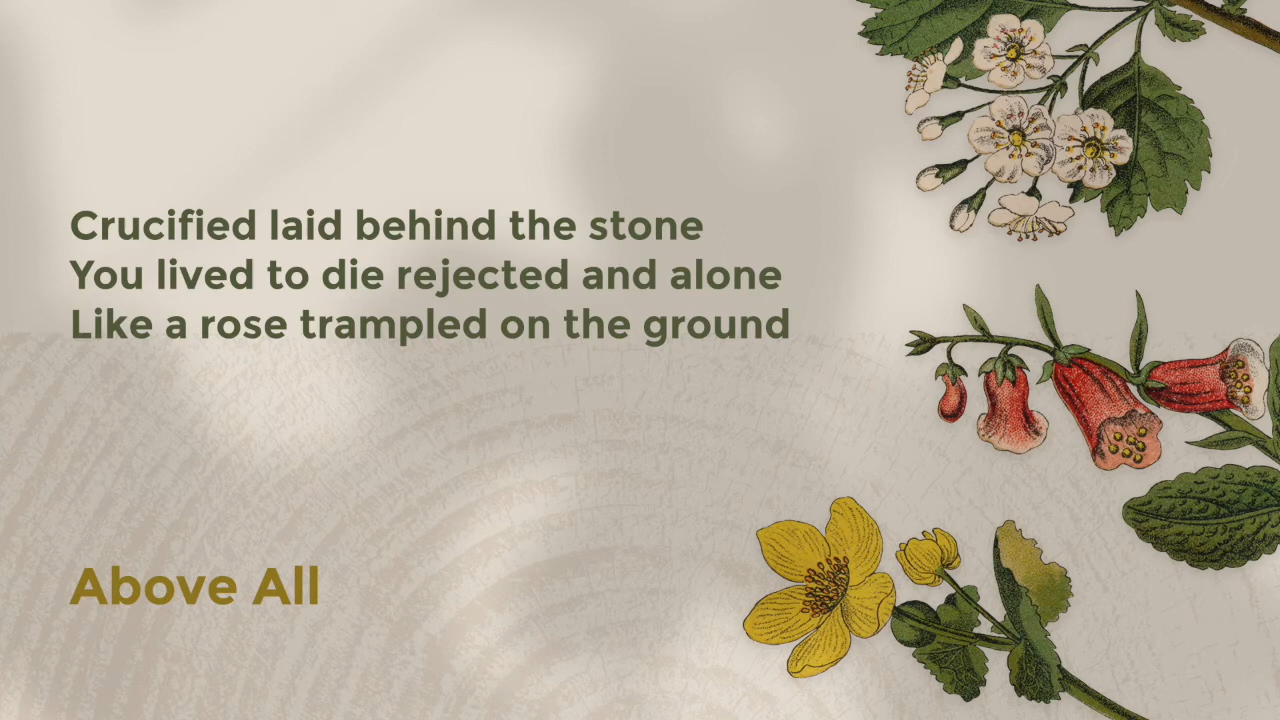 Crucified laid behind the stone
You lived to die rejected and alone
Like a rose trampled on the ground
Above All